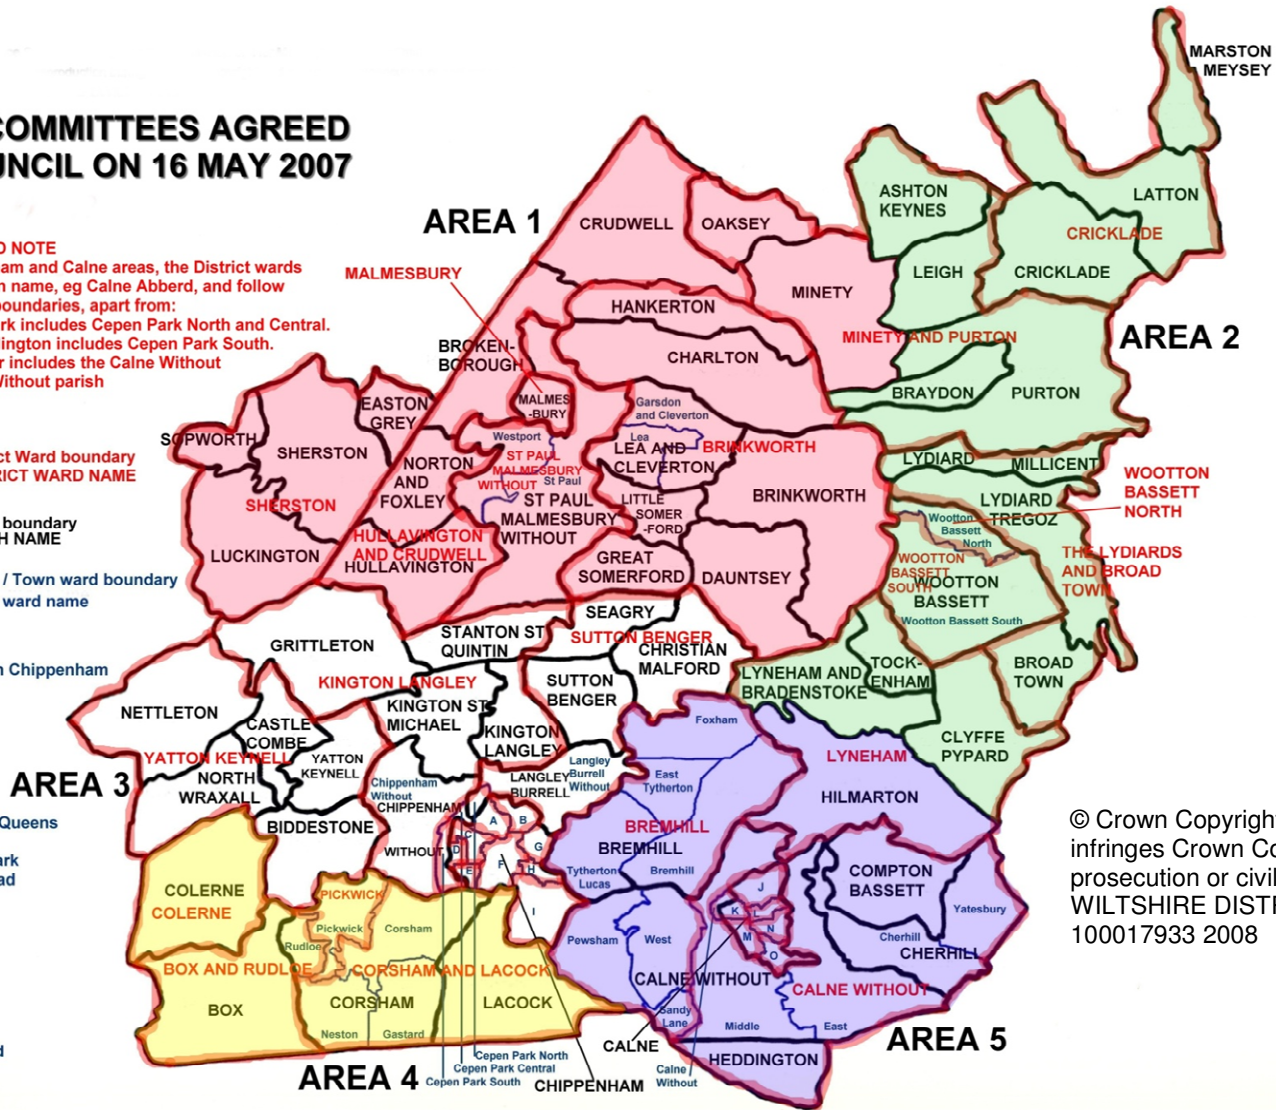 COMMITTEES AGREED
UNCIL ON 16 MAY 2007
NOTE
am and Calne areas, the District wards
n name, eg Calne Abberd, and follow
boundaries, apart from:
rk includes Cepen Park North and Central.
lington includes Cepen Park South.
r includes the Calne Without
Without parish
ct Ward boundary
RICT WARD NAME
boundary
H NAME
/ Town ward boundary
ward name
n Chippenham
Queens
ark
ad
d
AREA 1
MALMESBURY
CRUDWELL
OAKSEY
MINETY
HANKERTON
CHARLTON
BROKEN-
BOROUGH
MALMES
-BURY
EASTON
GREY
SOPWORTH
SHERSTON
SHERSTON
LUCKINGTON
NORTON
AND
FOXLEY
HULLAVINGTON
AND CRUDWELL
HULLAVINGTON
Westport
ST PAUL
MALMESBURY
WITHOUT
St Paul
ST PAUL
MALMESBURY
WITHOUT
Garsdon
and Cleverton
Lea
LEA AND
CLEVERTON
BRINKWORTH
BRINKWORTH
LITTLE
SOMER
-FORD
GREAT
SOMERFORD
DAUNTSEY
MARSTON
MEYSEY
ASHTON
KEYNES
LATTON
CRICKLADE
CRICKLADE
LEIGH
MINETY AND PURTON
AREA 2
BRAYDON
PURTON
LYDIARD
MILLICENT
LYDIARD
TREGOZ
WOOTTON
BASSETT
NORTH
Wootton
Bassett
North
THE LYDIARDS
AND BROAD
TOWN
WOOTTON
BASSETT
SOUTH
WOOTTON
BASSETT
Wootton Bassett South
LYNEHAM AND
BRADENSTOKE
TOCK-
ENHAM
BROAD
TOWN
CLYFFE
PYPARD
SEAGRY
STANTON ST
QUINTIN
SUTTON BENGER
CHRISTIAN
MALFORD
GRITTLETON
KINGTON LANGLEY
SUTTON
BENGER
KINGTON ST
MICHAEL
KINGTON
LANGLEY
NETTLETON
CASTLE
COMBE
YATTON KEYNELL
YATTON
KEYNELL
AREA 3
NORTH
WRAXALL
BIDDESTONE
Chippenham
Without
CHIPPENHAM
WITHOUT
LANGLEY
BURRELL
Langley
Burrell
Without
A
B
C
D
E
F
G
H
I
COLERNE
COLERNE
PICKWICK
Pickwick
Corsham
Rudloe
BOX AND RUDLOE
CORSHAM AND LACOCK
BOX
CORSHAM
LACOCK
Neston
Gastard
AREA 4
Cepen Park North
Cepen Park Central
Cepen Park South
CHIPPENHAM
Foxham
East
Tytherton
LYNEHAM
HILMARTON
BREMHILL
BREMHILL
Tytherton
Lucas
Bremhill
COMPTON
BASSETT
Yatesbury
Cherhill
CHERHILL
J
K
L
M
N
O
Pewsham
West
CALNE WITHOUT
CALNE WITHOUT
Sandy
Lane
Middle
East
CALNE
Calne
Without
HEDDINGTON
AREA 5
© Crown Copyright
infringes Crown Co
prosecution or civil
WILTSHIRE DISTR
100017933 2008